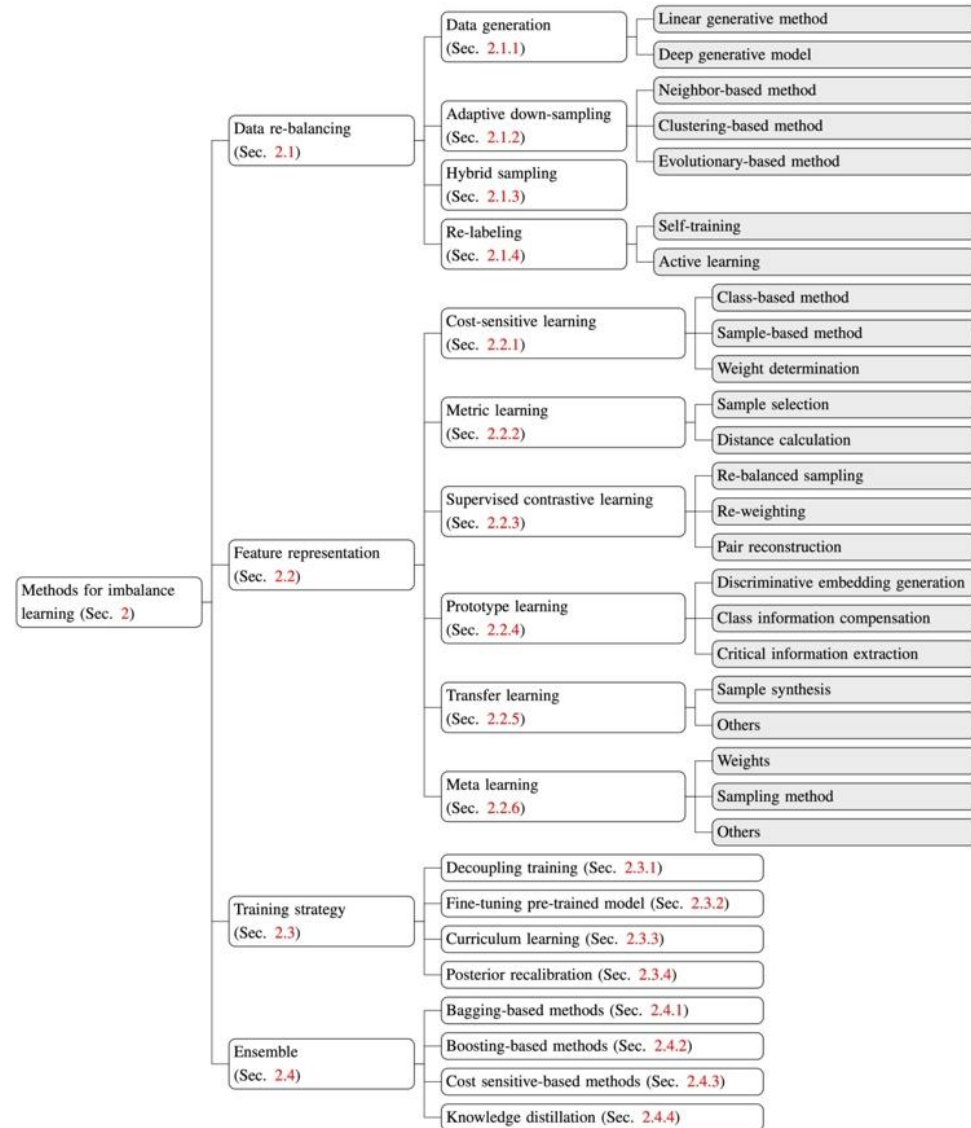 Methods for imbalance
learning (Sec. 2)
Data re-balancing
(Sec. 2.1)
Data generation
(Sec. 2.1.1)
Linear generative method
Deep generative model
Adaptive down-sampling
(Sec. 2.1.2)
Neighbor-based method
Clustering-based method
Evolutionary-based method
Hybrid sampling
(Sec. 2.1.3)
Re-labeling
(Sec. 2.1.4)
Self-training
Active learning
Feature representation
(Sec. 2.2)
Cost-sensitive learning
(Sec. 2.2.1)
Class-based method
Sample-based method
Weight determination
Metric learning
(Sec. 2.2.2)
Sample selection
Distance calculation
Supervised contrastive learning
(Sec. 2.2.3)
Re-balanced sampling
Re-weighting
Pair reconstruction
Prototype learning
(Sec. 2.2.4)
Discriminative embedding generation
Class information compensation
Critical information extraction
Transfer learning
(Sec. 2.2.5)
Sample synthesis
Others
Meta learning
(Sec. 2.2.6)
Weights
Sampling method
Others
Training strategy
(Sec. 2.3)
Decoupling training (Sec. 2.3.1)
Fine-tuning pre-trained model (Sec. 2.3.2)
Curriculum learning (Sec. 2.3.3)
Posterior recalibration (Sec. 2.3.4)
Ensemble
(Sec. 2.4)
Bagging-based methods (Sec. 2.4.1)
Boosting-based methods (Sec. 2.4.2)
Cost sensitive-based methods (Sec. 2.4.3)
Knowledge distillation (Sec. 2.4.4)